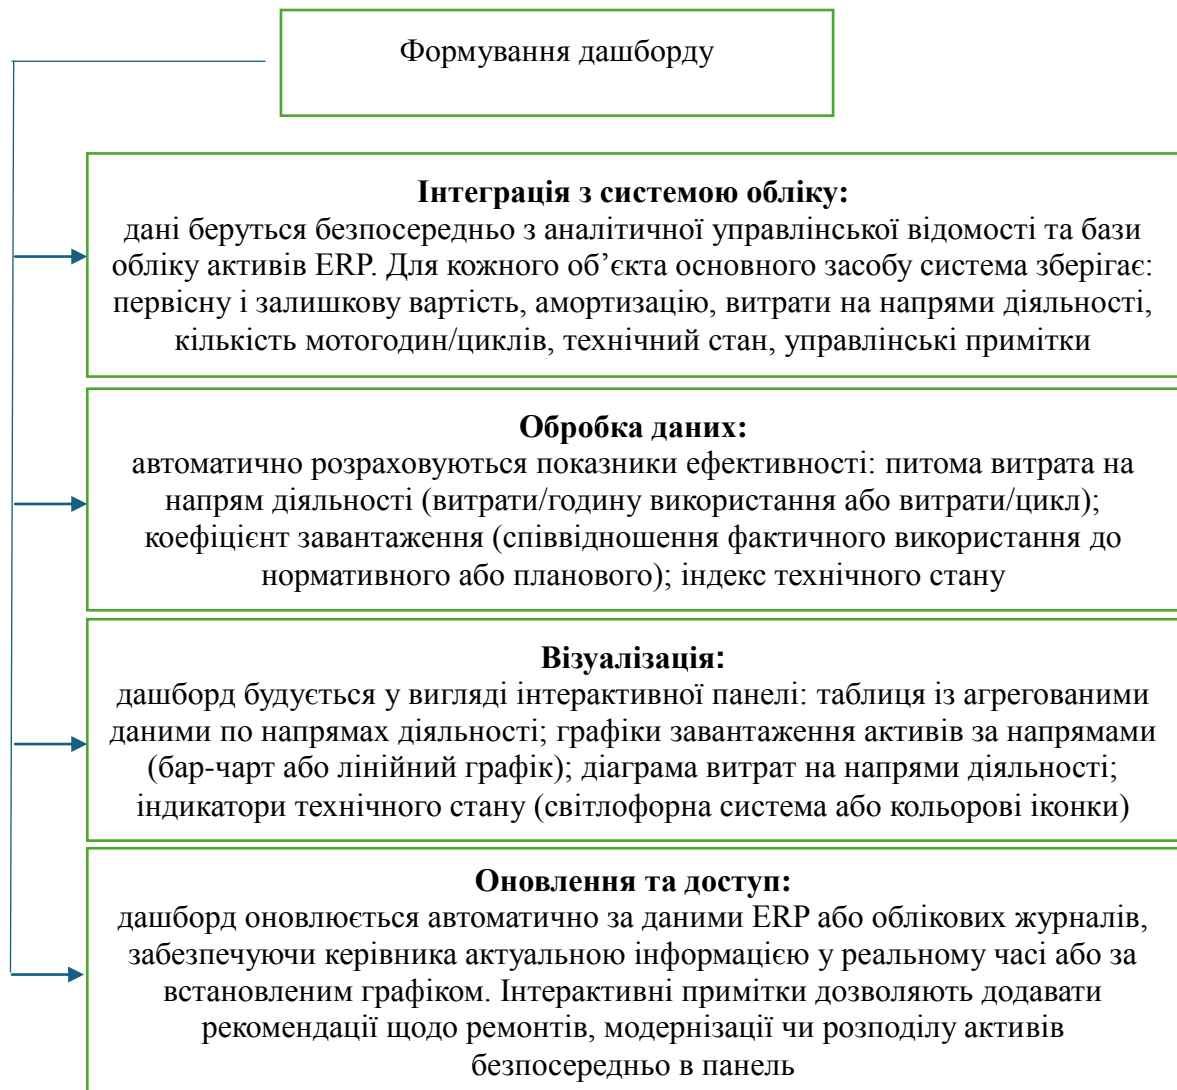 Формування дашборду
Інтеграція з системою обліку:
дані беруться безпосередньо з аналітичної управлінської відомості та бази
обліку активів ERP. Для кожного об’єкта основного засобу система зберігає:
первісну і залишкову вартість, амортизацію, витрати на напрями діяльності,
кількість мотогодин/циклів, технічний стан, управлінські примітки
Обробка даних:
автоматично розраховуються показники ефективності: питома витрата на
напрям діяльності (витрати/годину використання або витрати/цикл);
коефіцієнт завантаження (співвідношення фактичного використання до
нормативного або планового); індекс технічного стану
Візуалізація:
дашборд будується у вигляді інтерактивної панелі: таблиця із агрегованими
даними по напрямах діяльності; графіки завантаження активів за напрямами
(бар-чарт або лінійний графік); діаграма витрат на напрями діяльності;
індикатори технічного стану (світлофорна система або кольорові іконки)
Оновлення та доступ:
дашборд оновлюється автоматично за даними ERP або облікових журналів,
забезпечуючи керівника актуальною інформацією у реальному часі або за
встановленим графіком. Інтерактивні примітки дозволяють додавати
рекомендації щодо ремонтів, модернізації чи розподілу активів
безпосередньо в панель